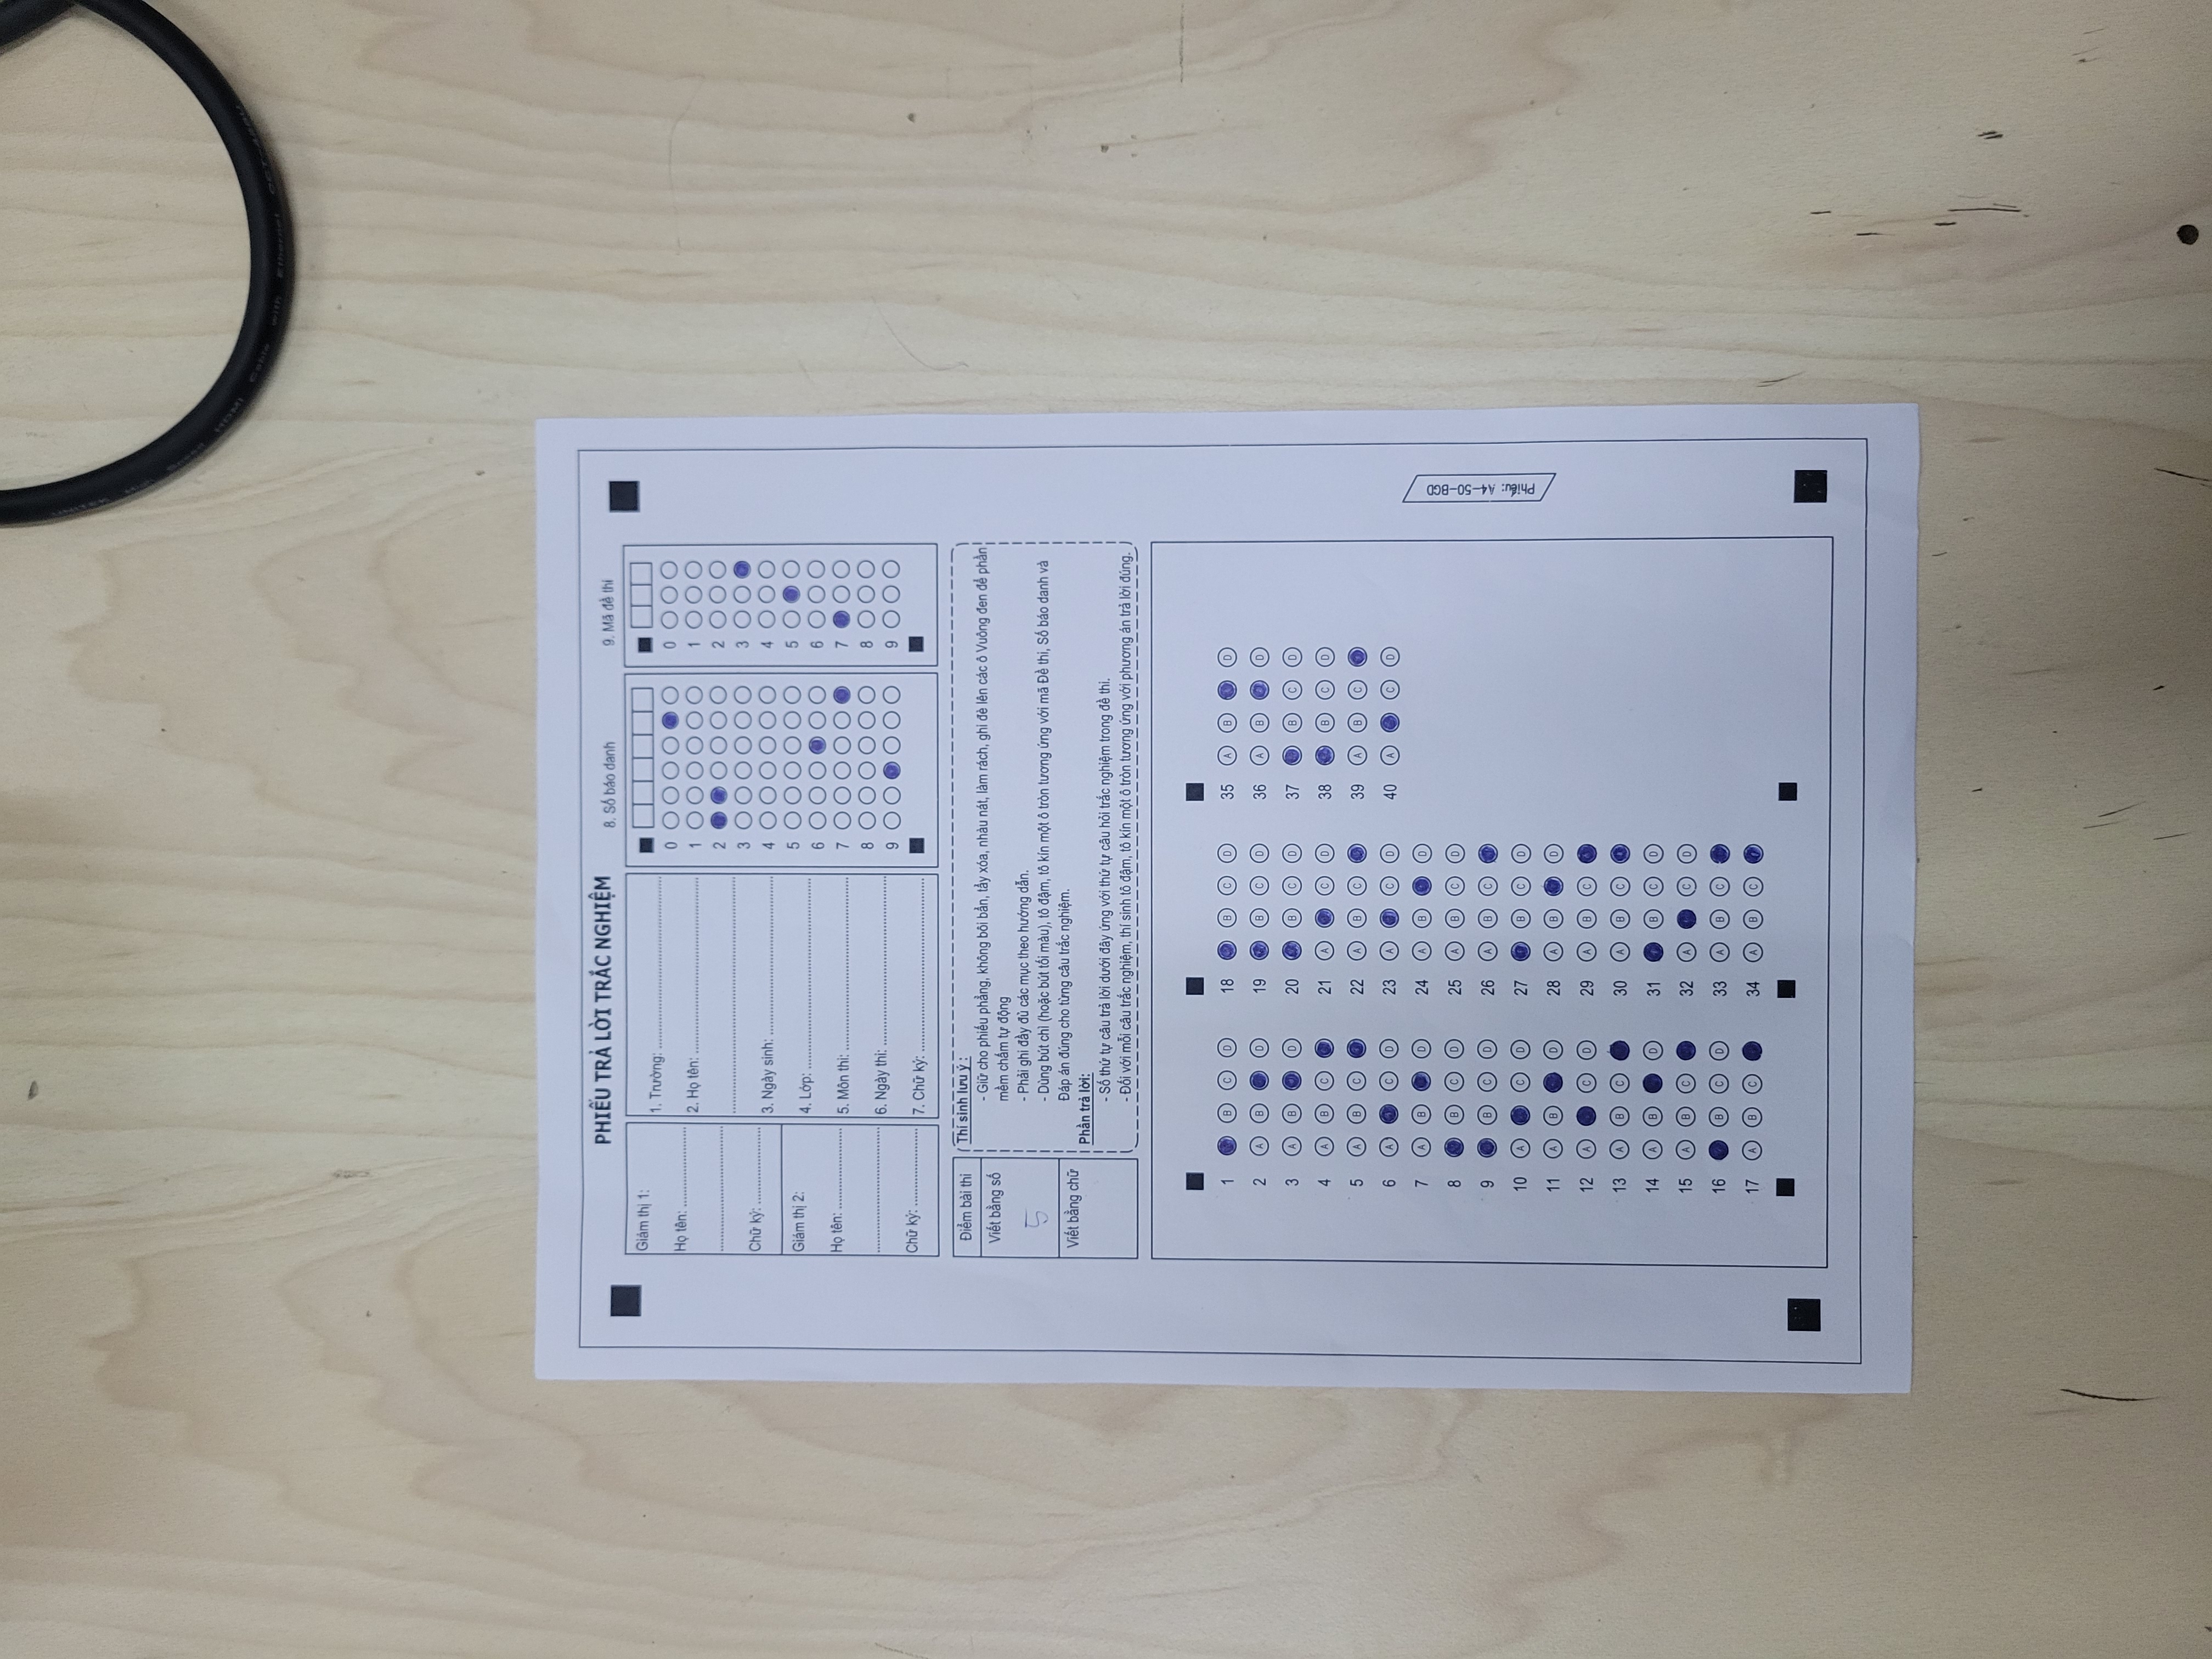 PHIẾU TRẢ LỜI TRẮC NGHIỆM
8. Số báo danh
9. Mã đề thi
Giám thị 1:
Họ tên:
Chữ ký:
Giám thị 2:
Họ tên:
Chữ ký:
1. Trường:
2. Họ tên:
3. Ngày sinh:
4. Lớp:
5. Môn thi:
6. Ngày thi:
7. Chữ ký:
0
1
2
3
4
5
6
7
8
9
0
1
2
3
4
5
6
7
8
9
Điểm bài thi
Viết bằng số
5
Viết bằng chữ
Thí sinh lưu ý :
- Giữ cho phiếu phẳng, không bôi bẩn, tẩy xóa, nhàu nát, làm rách, ghi đè lên các ô Vuông đen để phần
mềm chấm tự động
- Phải ghi đầy đủ các mục theo hướng dẫn.
- Dùng bút chì (hoặc bút tối màu), tô đậm, tô kín một ô tròn tương ứng với mã Đề thi, Số báo danh và
Đáp án đúng cho từng câu trắc nghiệm.
Phần trả lời:
- Số thứ tự câu trả lời dưới đây ứng với thứ tự câu hỏi trắc nghiệm trong đề thi.
- Đối với mỗi câu trắc nghiệm, thí sinh tô đậm, tô kín một ô tròn tương ứng với phương án trả lời đúng.
1 B C D
2 A B D
3 A B D
4 A B C
5 A B C
6 A C D
7 A B D
8 B C D
9 B C D
10 A C D
11 A B D
12 A C D
13 A B C
14 A B D
15 A B C
16 B C D
17 A B C
18 B C D
19 B C D
20 B C D
21 A C D
22 A B C
23 A C D
24 A B D
25 A B C D
26 A B C
27 B C D
28 A B D
29 A B C
30 A B C
31 B C D
32 A C D
33 A B C
34 A B C
35 A B D
36 A B D
37 B C D
38 B C D
39 A B C
40 A C D
Phiếu: A4-50-BGD
HDMI Cable with Ethernet